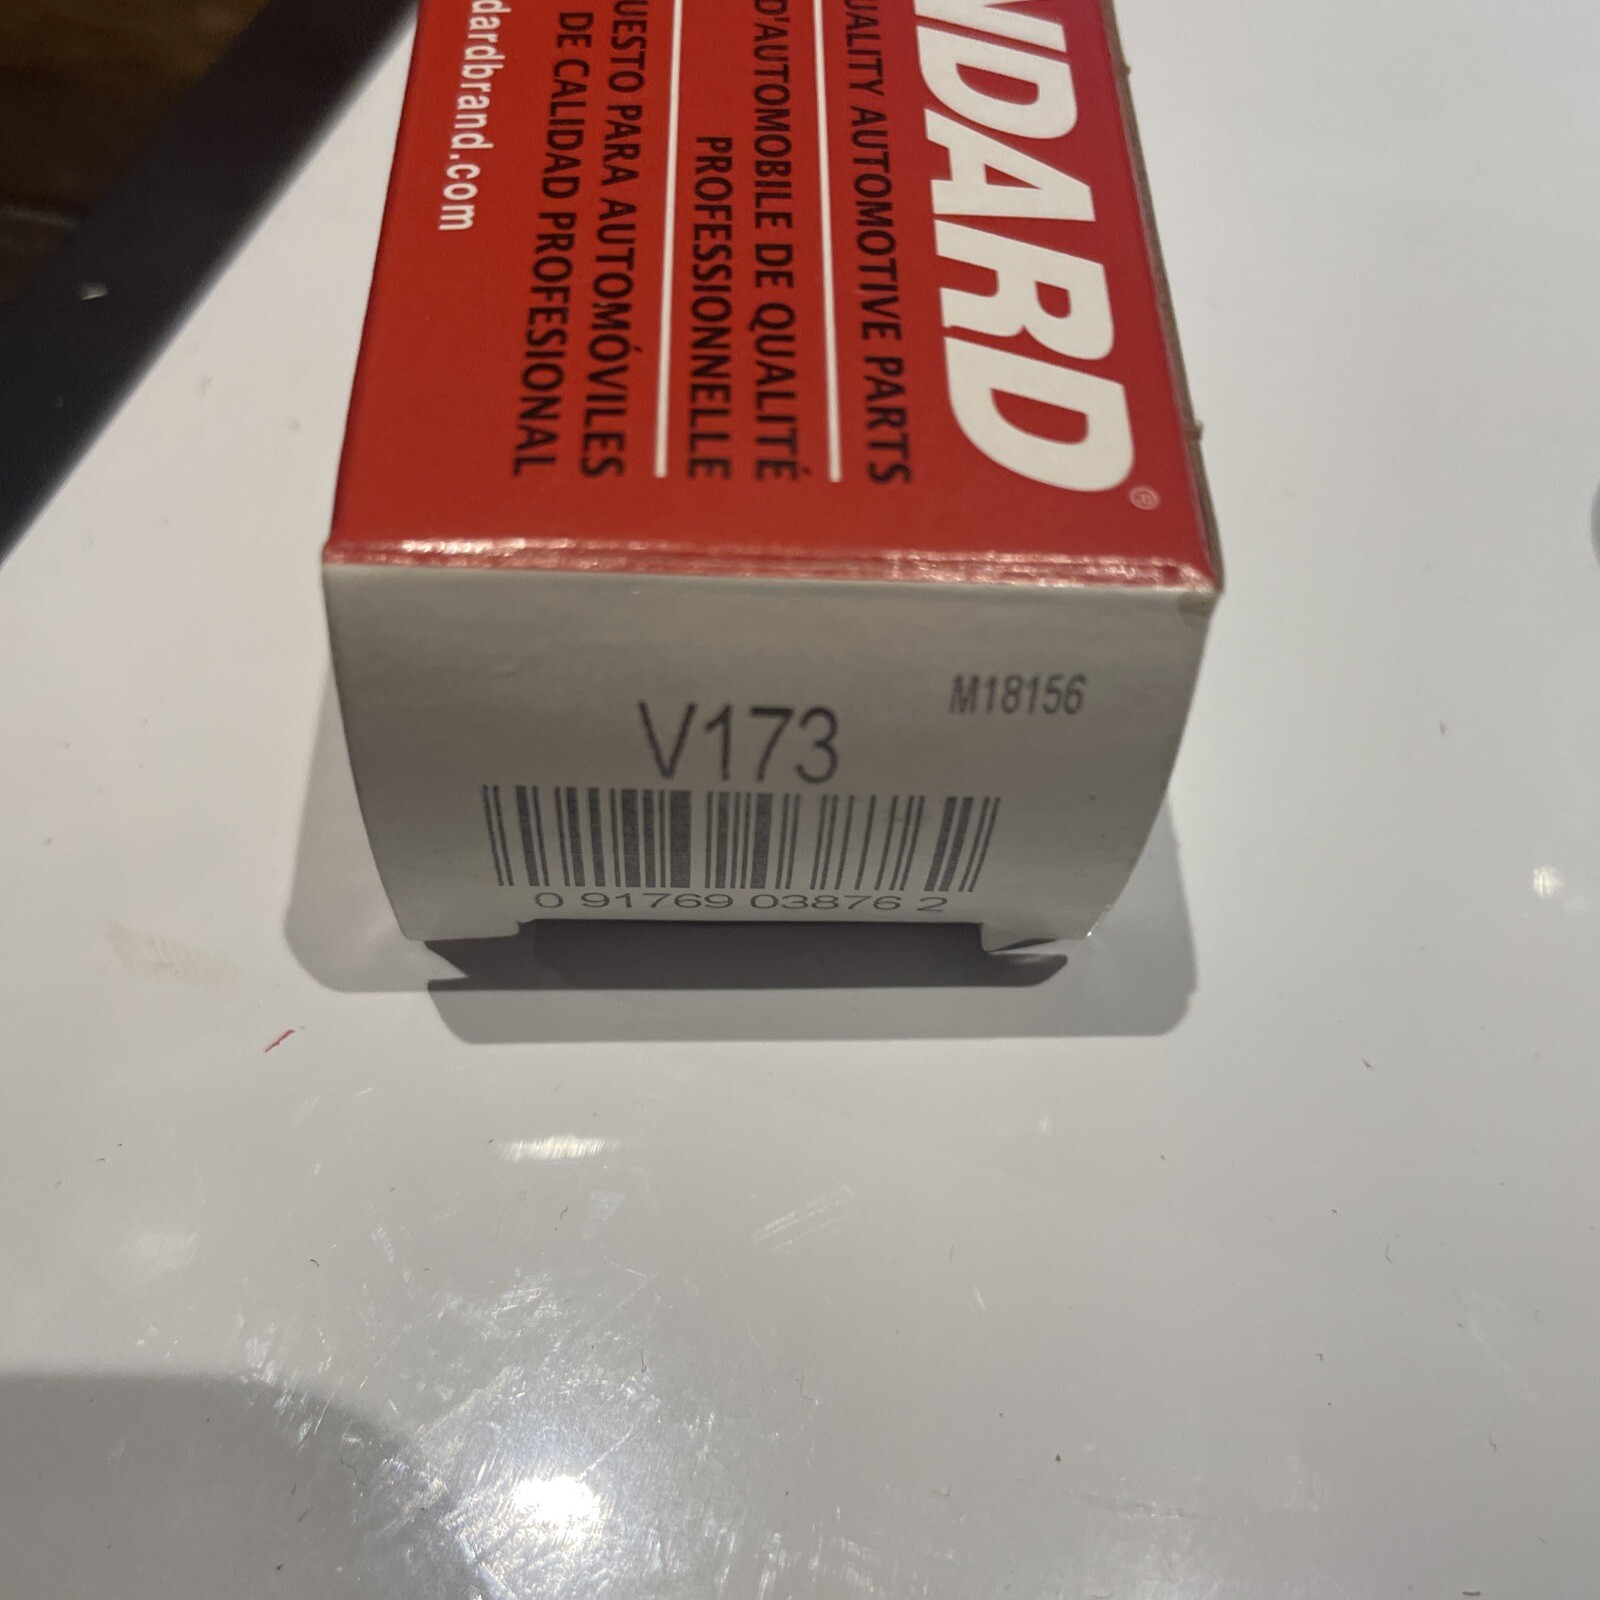 NDARD®
UALITY AUTOMOTIVE PARTS
D'AUTOMOBILE DE QUALITÉ
PROFESSIONNELLE
UESTO PARA AUTOMÓVILES
DE CALIDAD PROFESIONAL
dardbrand.com
M18156
V173
0 91769 03876 2